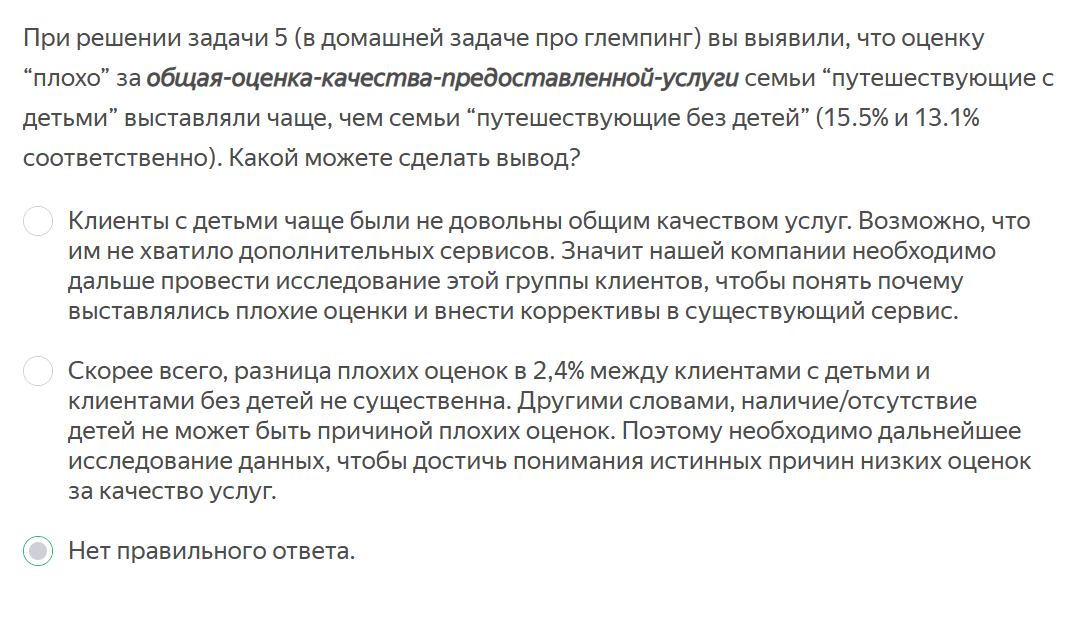 При решении задачи 5 (в домашней задаче про глемпинг) вы выявили, что оценку
“плохо” за общая-оценка-качества-предоставленной-услуги семьи “путешествующие с
детьми” выставляли чаще, чем семьи “путешествующие без детей” (15.5% и 13.1%
соответственно). Какой можете сделать вывод?
Клиенты с детьми чаще были не довольны общим качеством услуг. Возможно, что
им не хватило дополнительных сервисов. Значит нашей компании необходимо
дальше провести исследование этой группы клиентов, чтобы понять почему
выставлялись плохие оценки и внести коррективы в существующий сервис.
Скорее всего, разница плохих оценок в 2,4% между клиентами с детьми и
клиентами без детей не существенна. Другими словами, наличие/отсутствие
детей не может быть причиной плохих оценок. Поэтому необходимо дальнейшее
исследование данных, чтобы достичь понимания истинных причин низких оценок
за качество услуг.
Нет правильного ответа.